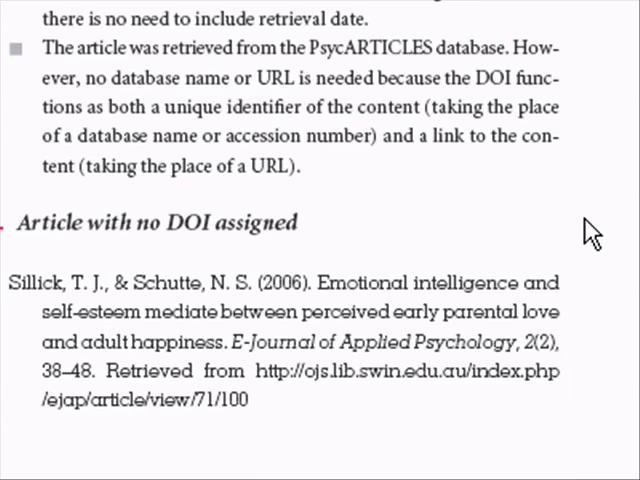 there is no need to include retrieval date.
The article was retrieved from the PsycARTICLES database. How-
ever, no database name or URL is needed because the DOI func-
tions as both a unique identifier of the content (taking the place
of a database name or accession number) and a link to the con-
tent (taking the place of a URL).
Article with no DOI assigned
Sillick, T. J., & Schutte, N. S. (2006). Emotional intelligence and
self-esteem mediate between perceived early parental love
and adult happiness. E-Journal of Applied Psychology, 2(2),
38–48. Retrieved from http://ojs.lib.swin.edu.au/index.php
/ejap/article/view/71/100